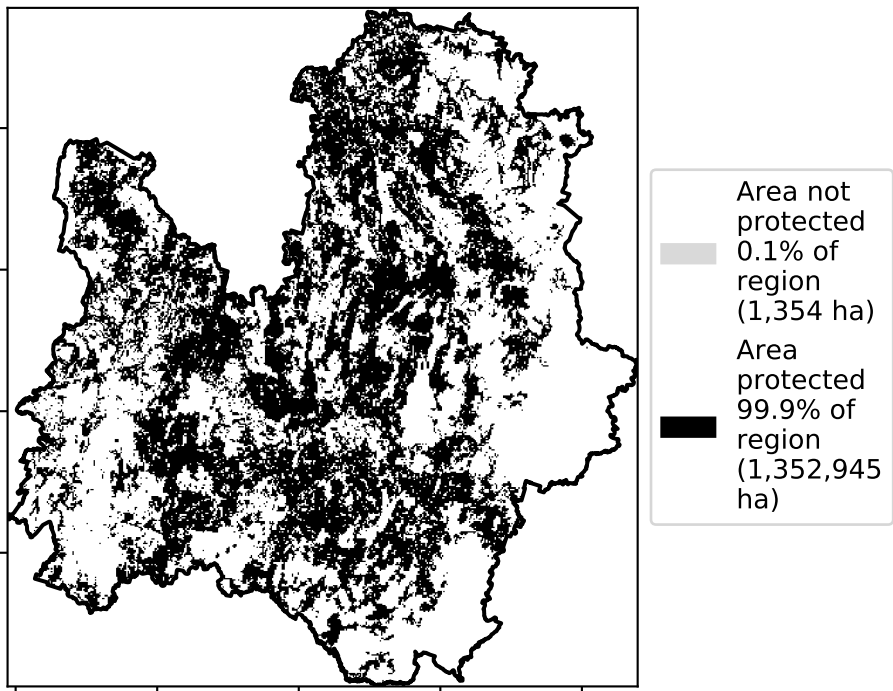 Area not
protected
0.1% of
region
(1,354 ha)
Area
protected
99.9% of
region
(1,352,945
ha)